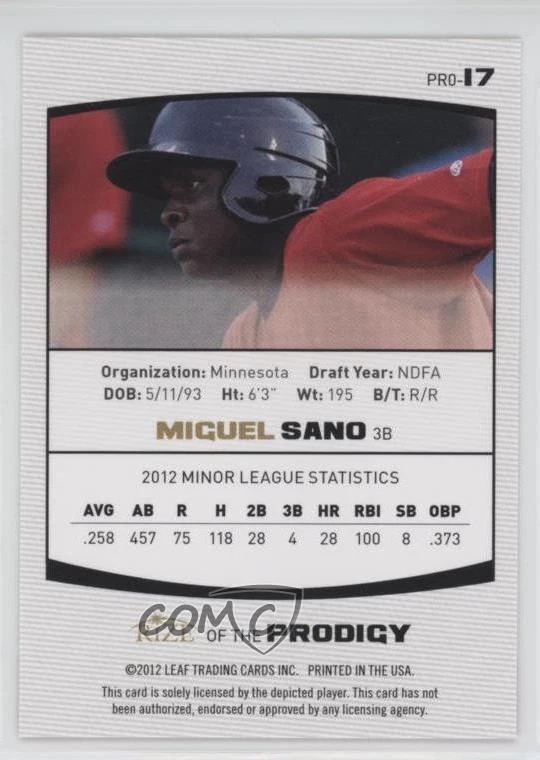 PRO-17
Organization: Minnesota Draft Year: NDFA
DOB: 5/11/93 Ht: 6'3" Wt: 195 B/T: R/R
MIGUEL SANO 3B
2012 MINOR LEAGUE STATISTICS
AVG AB R H 2B 3B HR RBI SB OBP
.258 457 75 118 28 4 28 100 8 .373
COMC
RIZE OF THE PRODIGY
©2012 LEAF TRADING CARDS INC. PRINTED IN THE USA.
This card is solely licensed by the depicted player. This card has not
been authorized, endorsed or approved by any licensing agency.